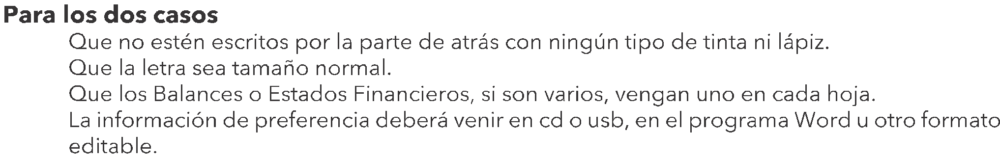 Para los dos casos
Que no estén escritos por la parte de atrás con ningún tipo de tinta ni lápiz.
Que la letra sea tamaño normal.
Que los Balances o Estados Financieros, si son varios, vengan uno en cada hoja.
La información de preferencia deberá venir en cd o usb, en el programa Word u otro formato
editable.